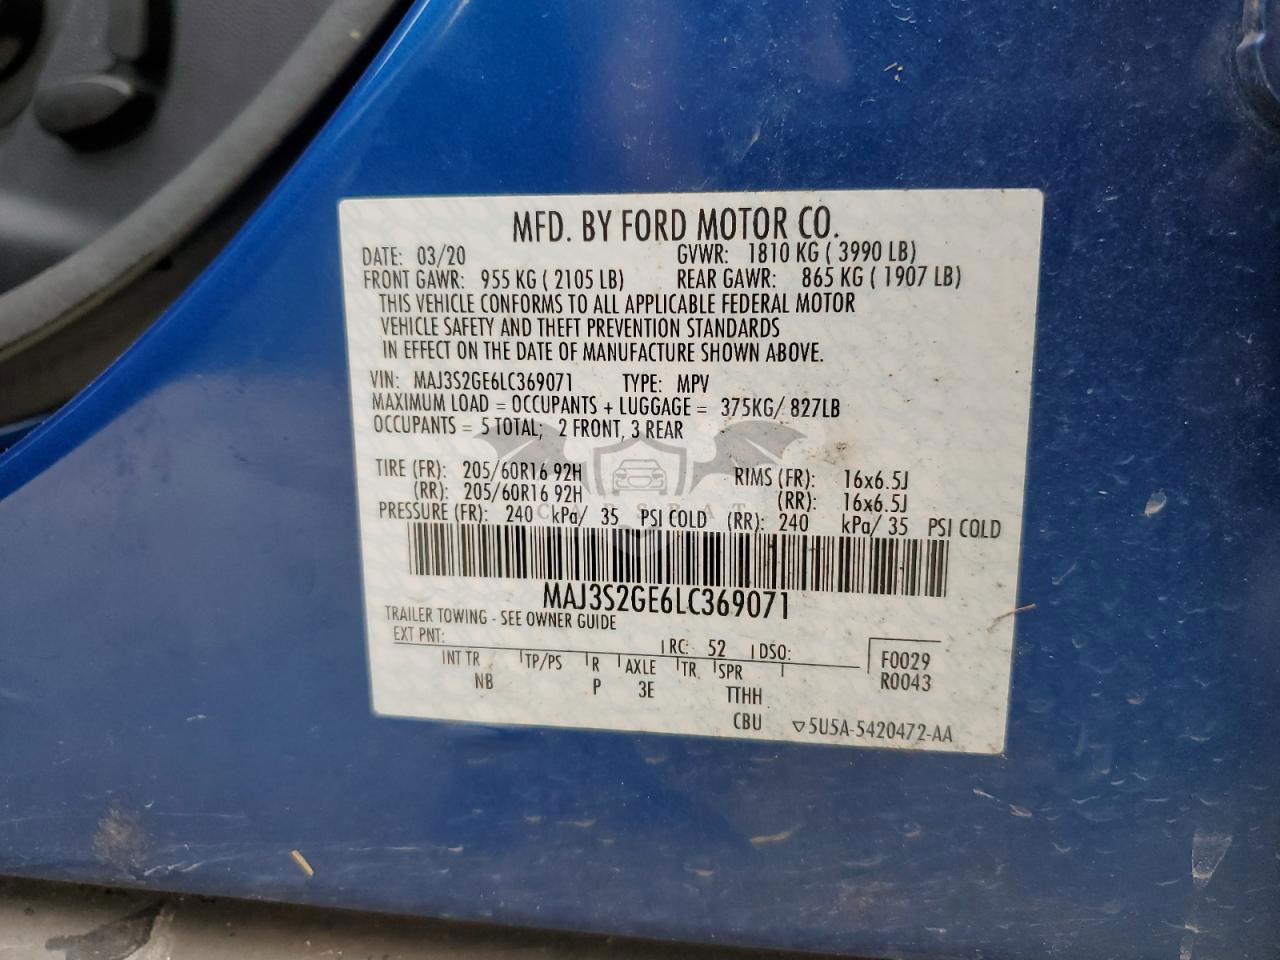 MFD. BY FORD MOTOR CO.
DATE: 03/20 GVWR: 1810 KG ( 3990 LB)
FRONT GAWR: 955 KG ( 2105 LB) REAR GAWR: 865 KG ( 1907 LB)
THIS VEHICLE CONFORMS TO ALL APPLICABLE FEDERAL MOTOR
VEHICLE SAFETY AND THEFT PREVENTION STANDARDS
IN EFFECT ON THE DATE OF MANUFACTURE SHOWN ABOVE.
VIN: MAJ3S2GE6LC369071 TYPE: MPV
MAXIMUM LOAD = OCCUPANTS + LUGGAGE = 375KG/ 827LB
OCCUPANTS = 5 TOTAL; 2 FRONT, 3 REAR
TIRE (FR): 205/60R16 92H RIMS (FR): 16x6.5J
(RR): 205/60R16 92H (RR): 16x6.5J
PRESSURE (FR): 240 kPa/ 35 PSI COLD (RR): 240 kPa/ 35 PSI COLD
MAJ3S2GE6LC369071
TRAILER TOWING - SEE OWNER GUIDE
EXT PNT: RC: 52 DSO: F0029
INT TR TP/PS R AXLE TR SPR R0043
NB P 3E TTHH
CBU ▽5U5A-5420472-AA